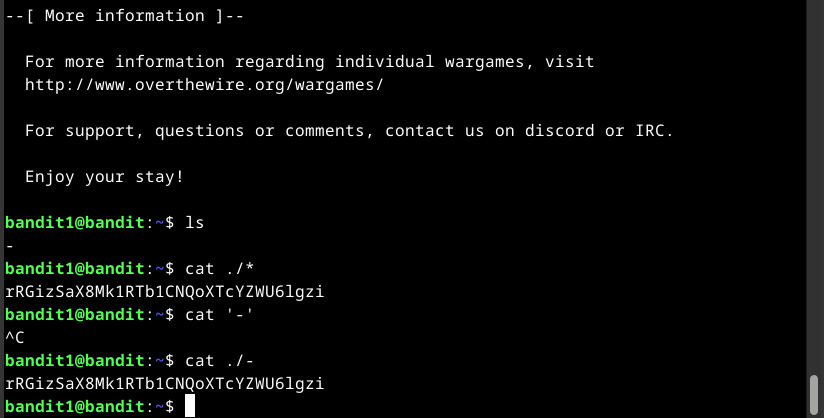 --[ More information ]--
For more information regarding individual wargames, visit
http://www.overthewire.org/wargames/
For support, questions or comments, contact us on discord or IRC.
Enjoy your stay!
bandit1@bandit:~$ ls
-
bandit1@bandit:~$ cat ./*
rRGizSaX8Mk1RTb1CNQoXTcYZWU6lgzi
bandit1@bandit:~$ cat '-'
^C
bandit1@bandit:~$ cat ./-
rRGizSaX8Mk1RTb1CNQoXTcYZWU6lgzi
bandit1@bandit:~$